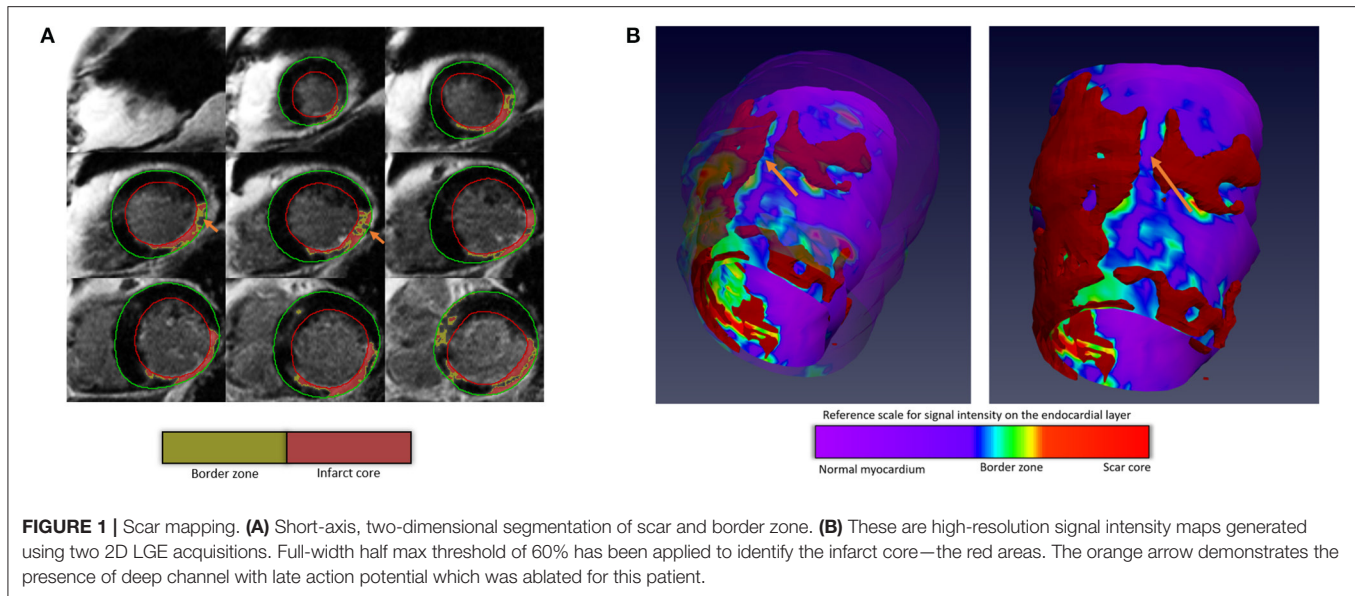 A
B
Border zone
Infarct core
Reference scale for signal intensity on the endocardial layer
Normal myocardium
Border zone
Scar core
FIGURE 1 | Scar mapping. (A) Short-axis, two-dimensional segmentation of scar and border zone. (B) These are high-resolution signal intensity maps generated
using two 2D LGE acquisitions. Full-width half max threshold of 60% has been applied to identify the infarct core—the red areas. The orange arrow demonstrates the
presence of deep channel with late action potential which was ablated for this patient.